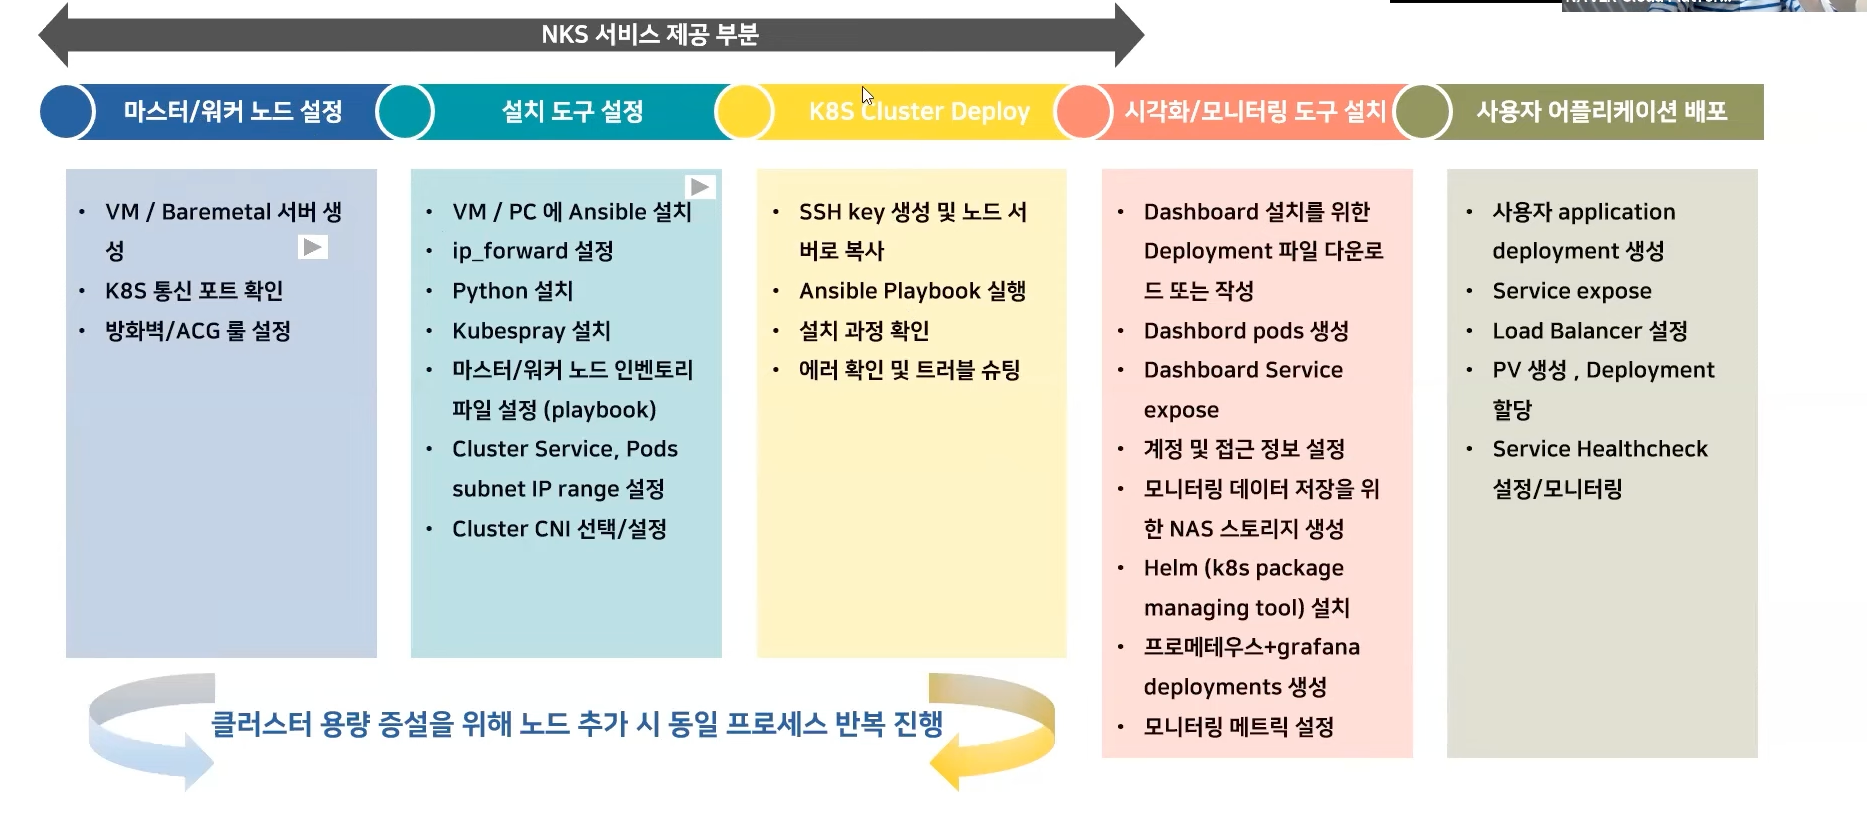 NKS 서비스 제공 부분
마스터/워커 노드 설정
설치 도구 설정
K8S Cluster Deploy
시각화/모니터링 도구 설치
사용자 어플리케이션 배포
• VM / Baremetal 서버 생
성
• K8S 통신 포트 확인
• 방화벽/ACG 룰 설정
• VM / PC 에 Ansible 설치
• ip_forward 설정
• Python 설치
• Kubespray 설치
• 마스터/워커 노드 인벤토리
파일 설정 (playbook)
• Cluster Service, Pods
subnet IP range 설정
• Cluster CNI 선택/설정
• SSH key 생성 및 노드 서
버로 복사
• Ansible Playbook 실행
• 설치 과정 확인
• 에러 확인 및 트러블 슈팅
• Dashboard 설치를 위한
Deployment 파일 다운로
드 또는 작성
• Dashbord pods 생성
• Dashboard Service
expose
• 계정 및 접근 정보 설정
• 모니터링 데이터 저장을 위
한 NAS 스토리지 생성
• Helm (k8s package
managing tool) 설치
• 프로메테우스+grafana
deployments 생성
• 모니터링 메트릭 설정
• 사용자 application
deployment 생성
• Service expose
• Load Balancer 설정
• PV 생성 , Deployment
할당
• Service Healthcheck
설정/모니터링
클러스터 용량 증설을 위해 노드 추가 시 동일 프로세스 반복 진행